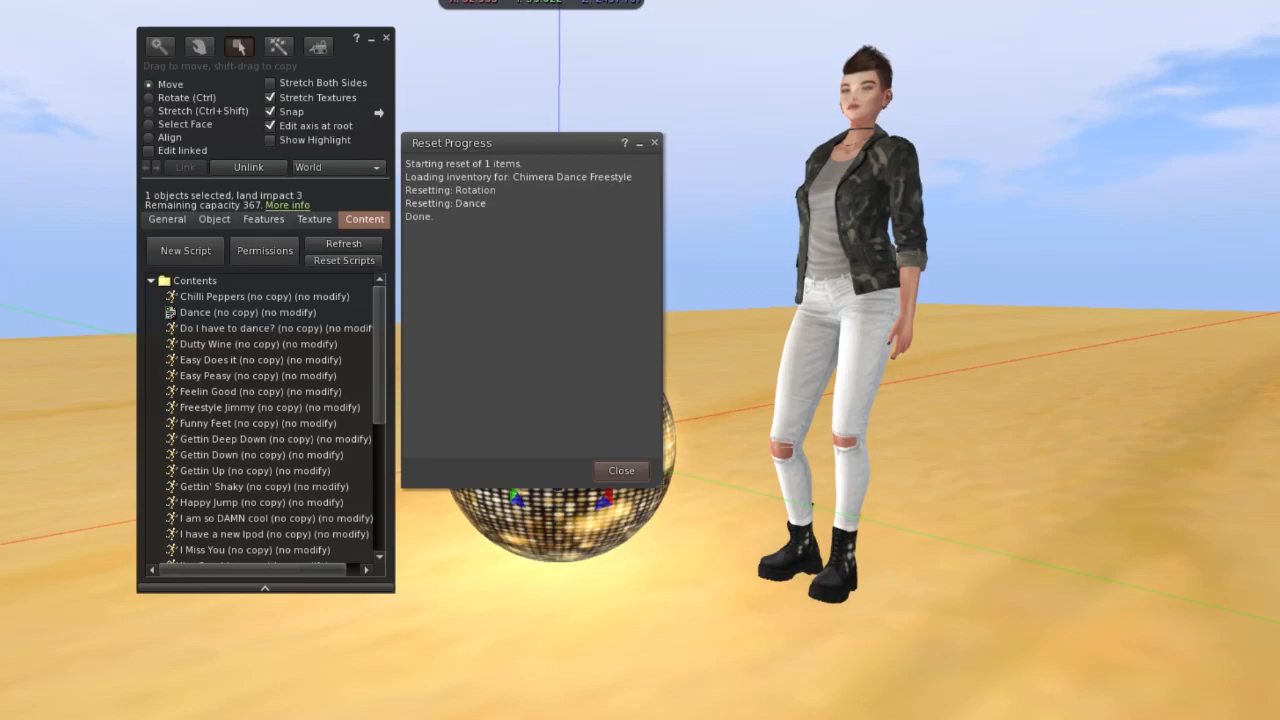 ? _ ×
Drag to move, shift-drag to copy
Move
Rotate (Ctrl)
Stretch (Ctrl+Shift)
Select Face
Align
Edit linked
Stretch Both Sides
Stretch Textures
Snap
Edit axis at root
Show Highlight
Link Unlink World
1 objects selected, land impact 3
Remaining capacity 367. More info
General Object Features Texture Content
New Script Permissions Refresh
Reset Scripts
Contents
Chilli Peppers (no copy) (no modify)
Dance (no copy) (no modify)
Do I have to dance? (no copy) (no modif
Dutty Wine (no copy) (no modify)
Easy Does it (no copy) (no modify)
Easy Peasy (no copy) (no modify)
Feelin Good (no copy) (no modify)
Freestyle Jimmy (no copy) (no modify)
Funny Feet (no copy) (no modify)
Gettin Deep Down (no copy) (no modify)
Gettin Down (no copy) (no modify)
Gettin Up (no copy) (no modify)
Gettin' Shaky (no copy) (no modify)
Happy Jump (no copy) (no modify)
I am so DAMN cool (no copy) (no modify)
I have a new Ipod (no copy) (no modify)
I Miss You (no copy) (no modify)
Reset Progress ? _ ×
Starting reset of 1 items.
Loading inventory for: Chimera Dance Freestyle
Resetting: Rotation
Resetting: Dance
Done.
Close